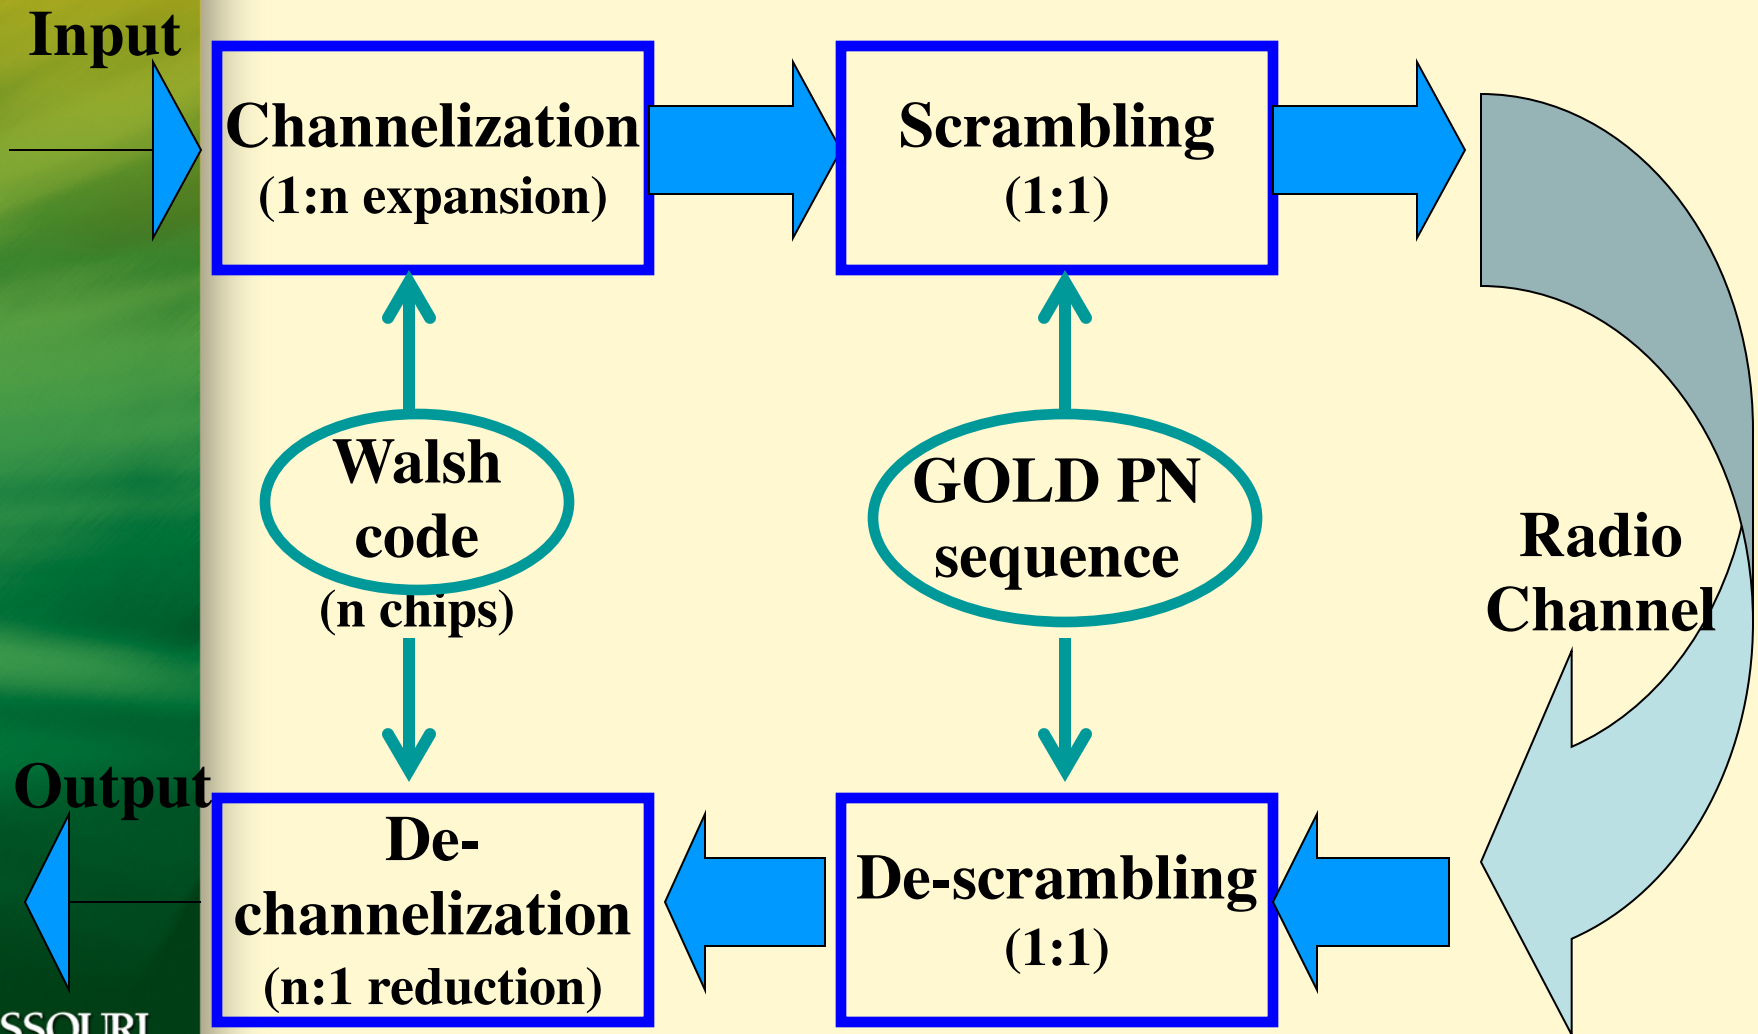 Input
Channelization
(1:n expansion)
Scrambling
(1:1)
Walsh
code
(n chips)
GOLD PN
sequence
Radio
Channel
Output
De-
channelization
(n:1 reduction)
De-scrambling
(1:1)
SSOURI